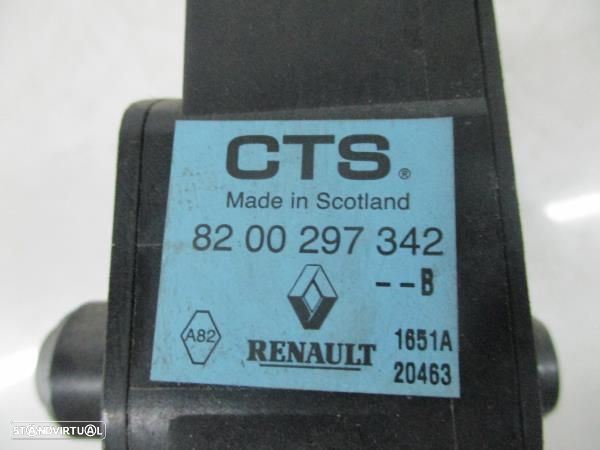 CTS®
Made in Scotland
82 00 297 342
--B
A82
RENAULT
1651A
20463
STANDVIRTUAL